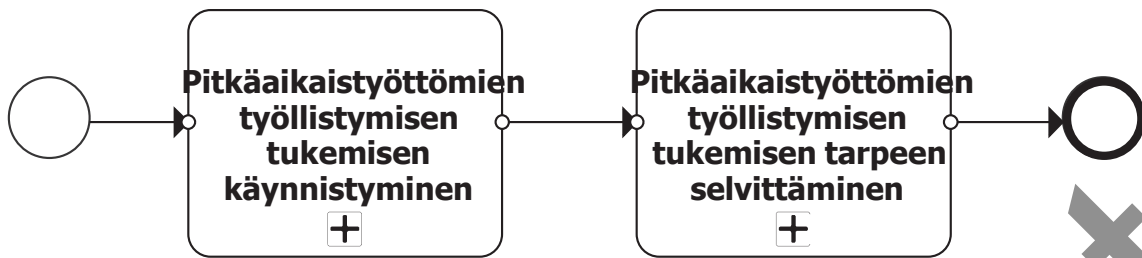 Pitkäaikaistyöttömien
työllistymisen
tukemisen
käynnistyminen
Pitkäaikaistyöttömien
työllistymisen
tukemisen tarpeen
selvittäminen